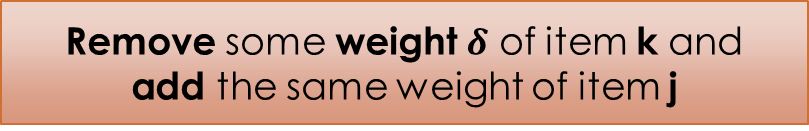 Remove some weight δ of item k and
add the same weight of item j